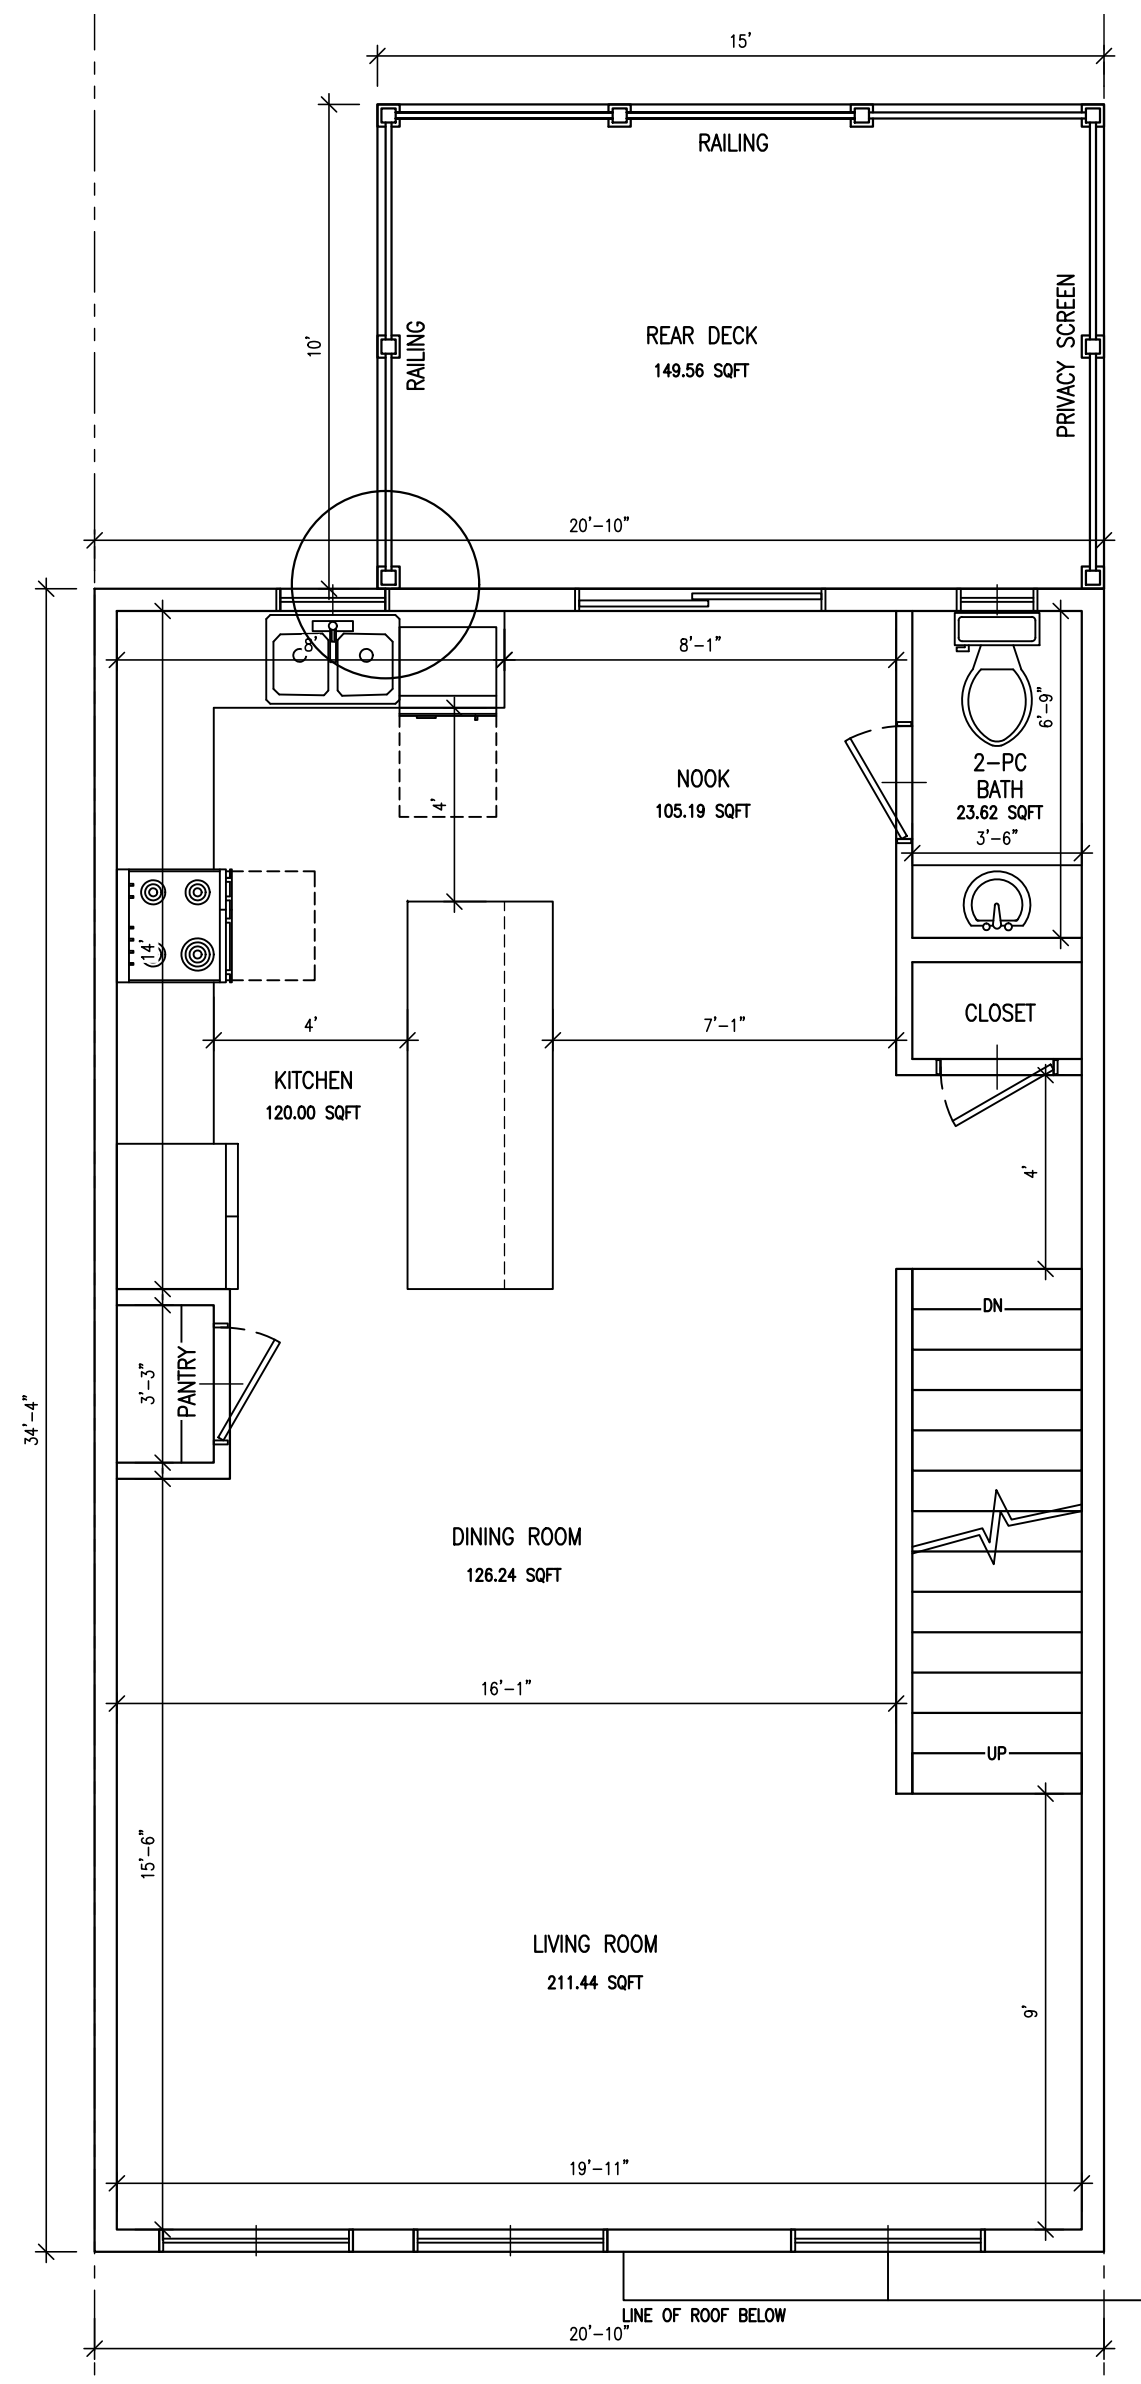 15'
RAILING
10'
RAILING
REAR DECK
149.56 SQFT
PRIVACY SCREEN
20'-10"
8'
8'-1"
6'-9"
4'
NOOK
105.19 SQFT
2-PC
BATH
23.62 SQFT
3'-6"
14'
4'
7'-1"
CLOSET
KITCHEN
120.00 SQFT
4'
DN
34'-4"
3'-3"
PANTRY
DINING ROOM
126.24 SQFT
16'-1"
UP
15'-6"
LIVING ROOM
211.44 SQFT
9'
19'-11"
LINE OF ROOF BELOW
20'-10"